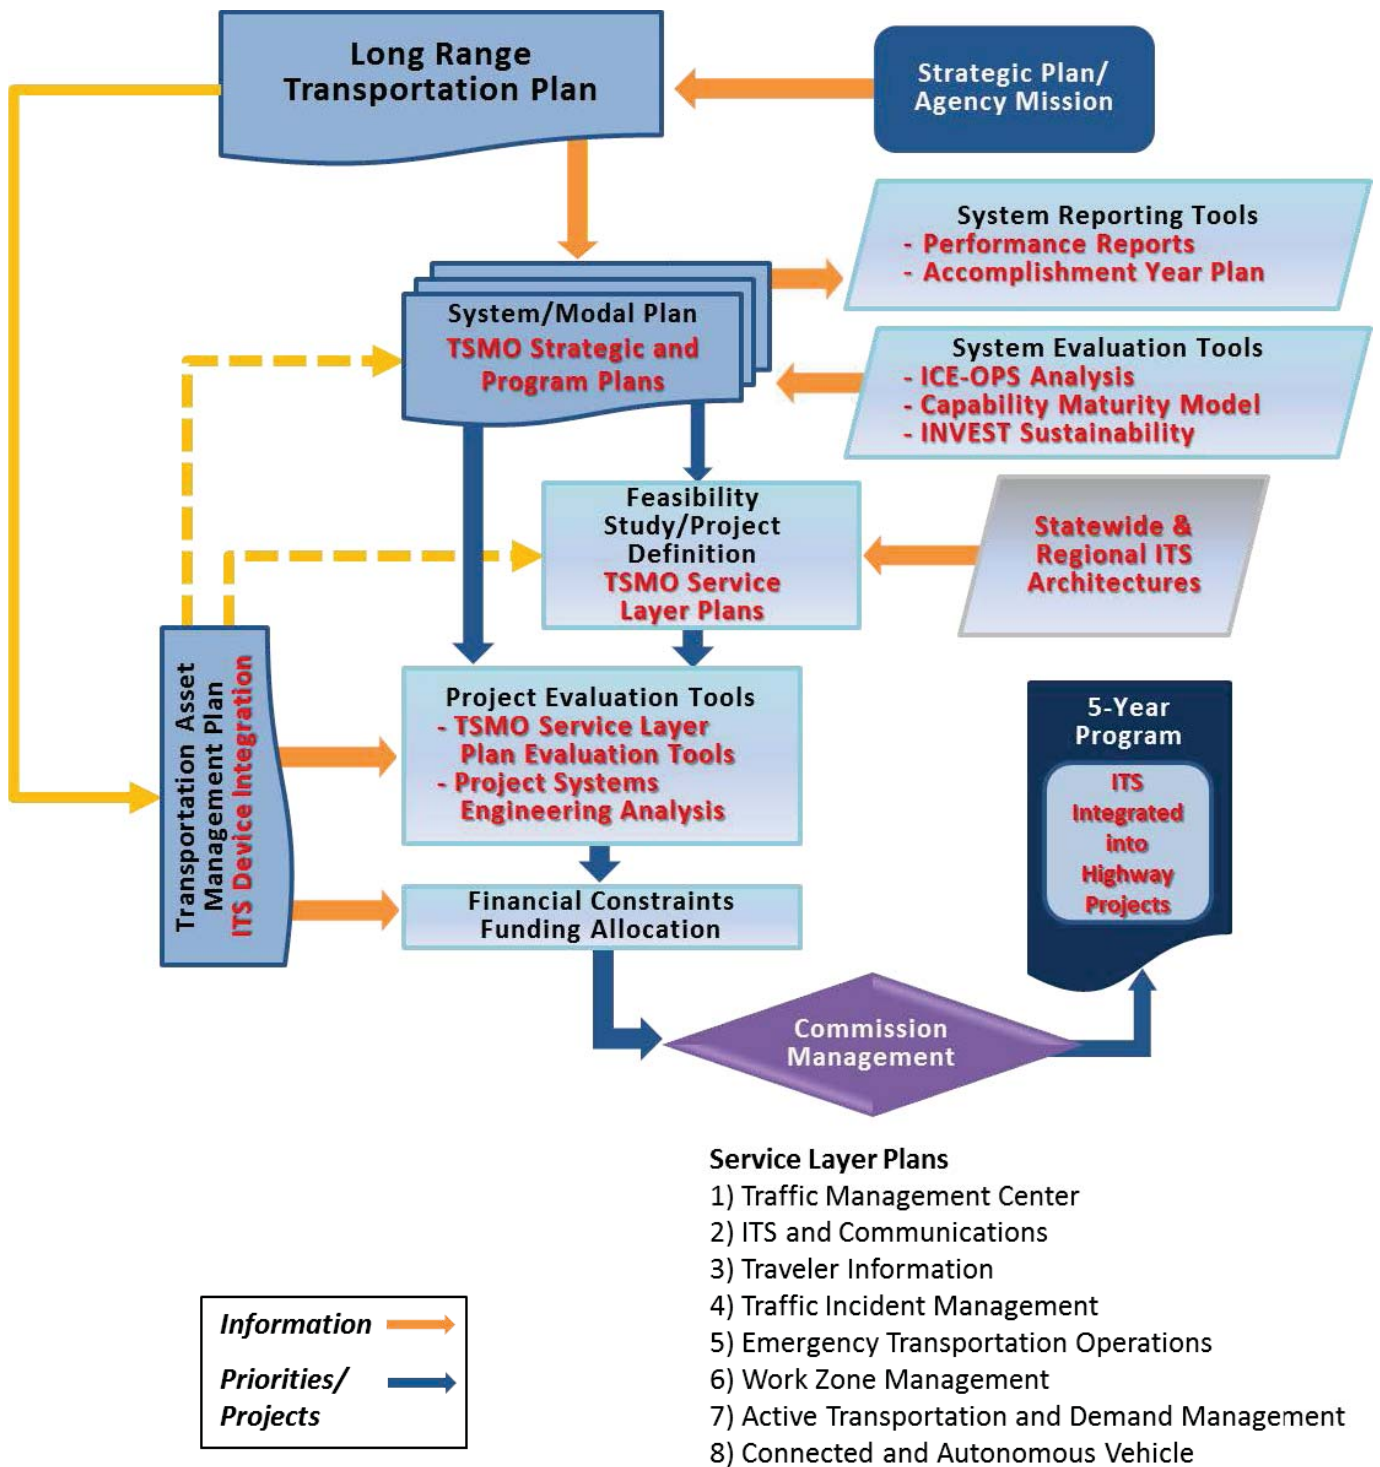 Long Range
Transportation Plan
Strategic Plan/
Agency Mission
System Reporting Tools
- Performance Reports
- Accomplishment Year Plan
System/Modal Plan
TSMO Strategic and
Program Plans
System Evaluation Tools
- ICE-OPS Analysis
- Capability Maturity Model
- INVEST Sustainability
Feasibility
Study/Project
Definition
TSMO Service
Layer Plans
Statewide &
Regional ITS
Architectures
Transportation Asset
Management Plan
ITS Device Integration
Project Evaluation Tools
- TSMO Service Layer
Plan Evaluation Tools
- Project Systems
Engineering Analysis
5-Year
Program
ITS
Integrated
into
Highway
Projects
Financial Constraints
Funding Allocation
Commission
Management
Service Layer Plans
1) Traffic Management Center
2) ITS and Communications
3) Traveler Information
4) Traffic Incident Management
5) Emergency Transportation Operations
6) Work Zone Management
7) Active Transportation and Demand Management
8) Connected and Autonomous Vehicle
Information
Priorities/
Projects